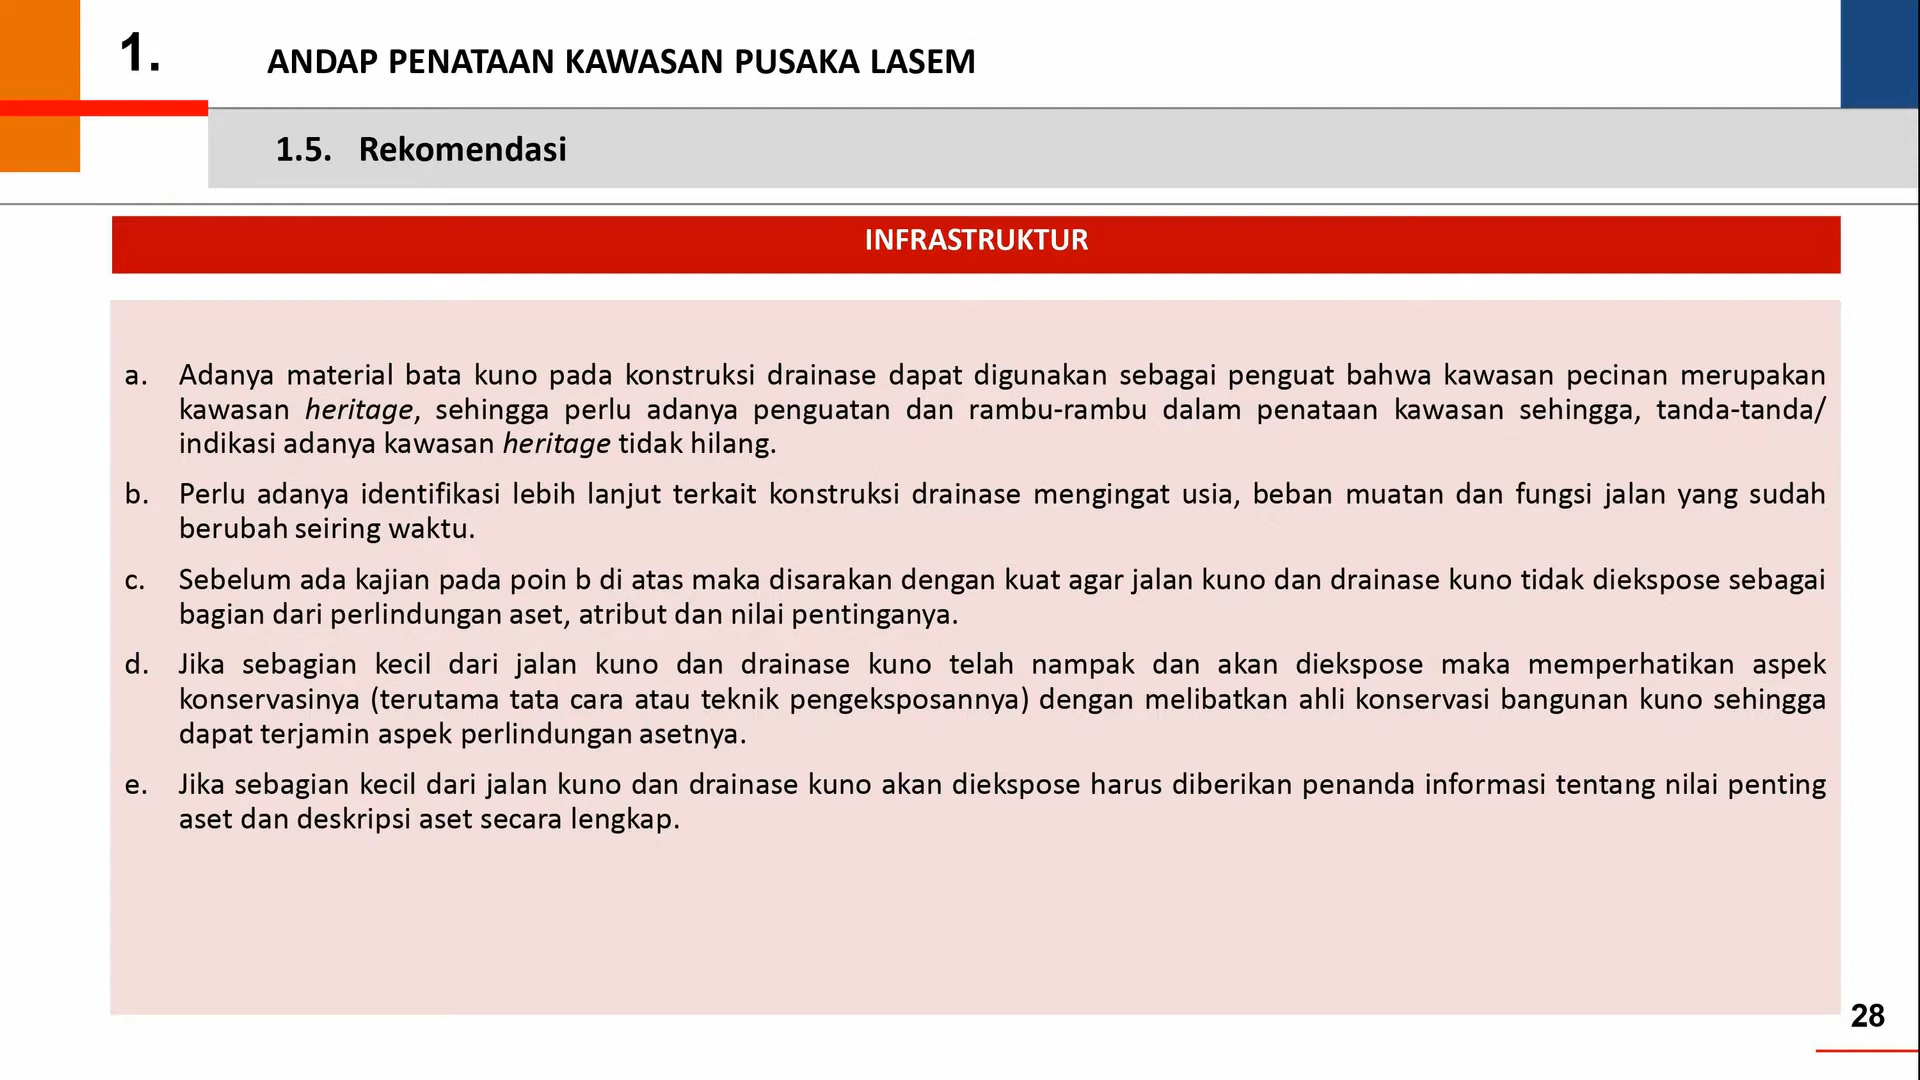 1.
ANDAP PENATAAN KAWASAN PUSAKA LASEM
1.5. Rekomendasi
INFRASTRUKTUR
a. Adanya material bata kuno pada konstruksi drainase dapat digunakan sebagai penguat bahwa kawasan pecinan merupakan
kawasan heritage, sehingga perlu adanya penguatan dan rambu-rambu dalam penataan kawasan sehingga, tanda-tanda/
indikasi adanya kawasan heritage tidak hilang.
b. Perlu adanya identifikasi lebih lanjut terkait konstruksi drainase mengingat usia, beban muatan dan fungsi jalan yang sudah
berubah seiring waktu.
c. Sebelum ada kajian pada poin b di atas maka disarakan dengan kuat agar jalan kuno dan drainase kuno tidak diekspose sebagai
bagian dari perlindungan aset, atribut dan nilai pentinganya.
d. Jika sebagian kecil dari jalan kuno dan drainase kuno telah nampak dan akan diekspose maka memperhatikan aspek
konservasinya (terutama tata cara atau teknik pengeksposannya) dengan melibatkan ahli konservasi bangunan kuno sehingga
dapat terjamin aspek perlindungan asetnya.
e. Jika sebagian kecil dari jalan kuno dan drainase kuno akan diekspose harus diberikan penanda informasi tentang nilai penting
aset dan deskripsi aset secara lengkap.
28